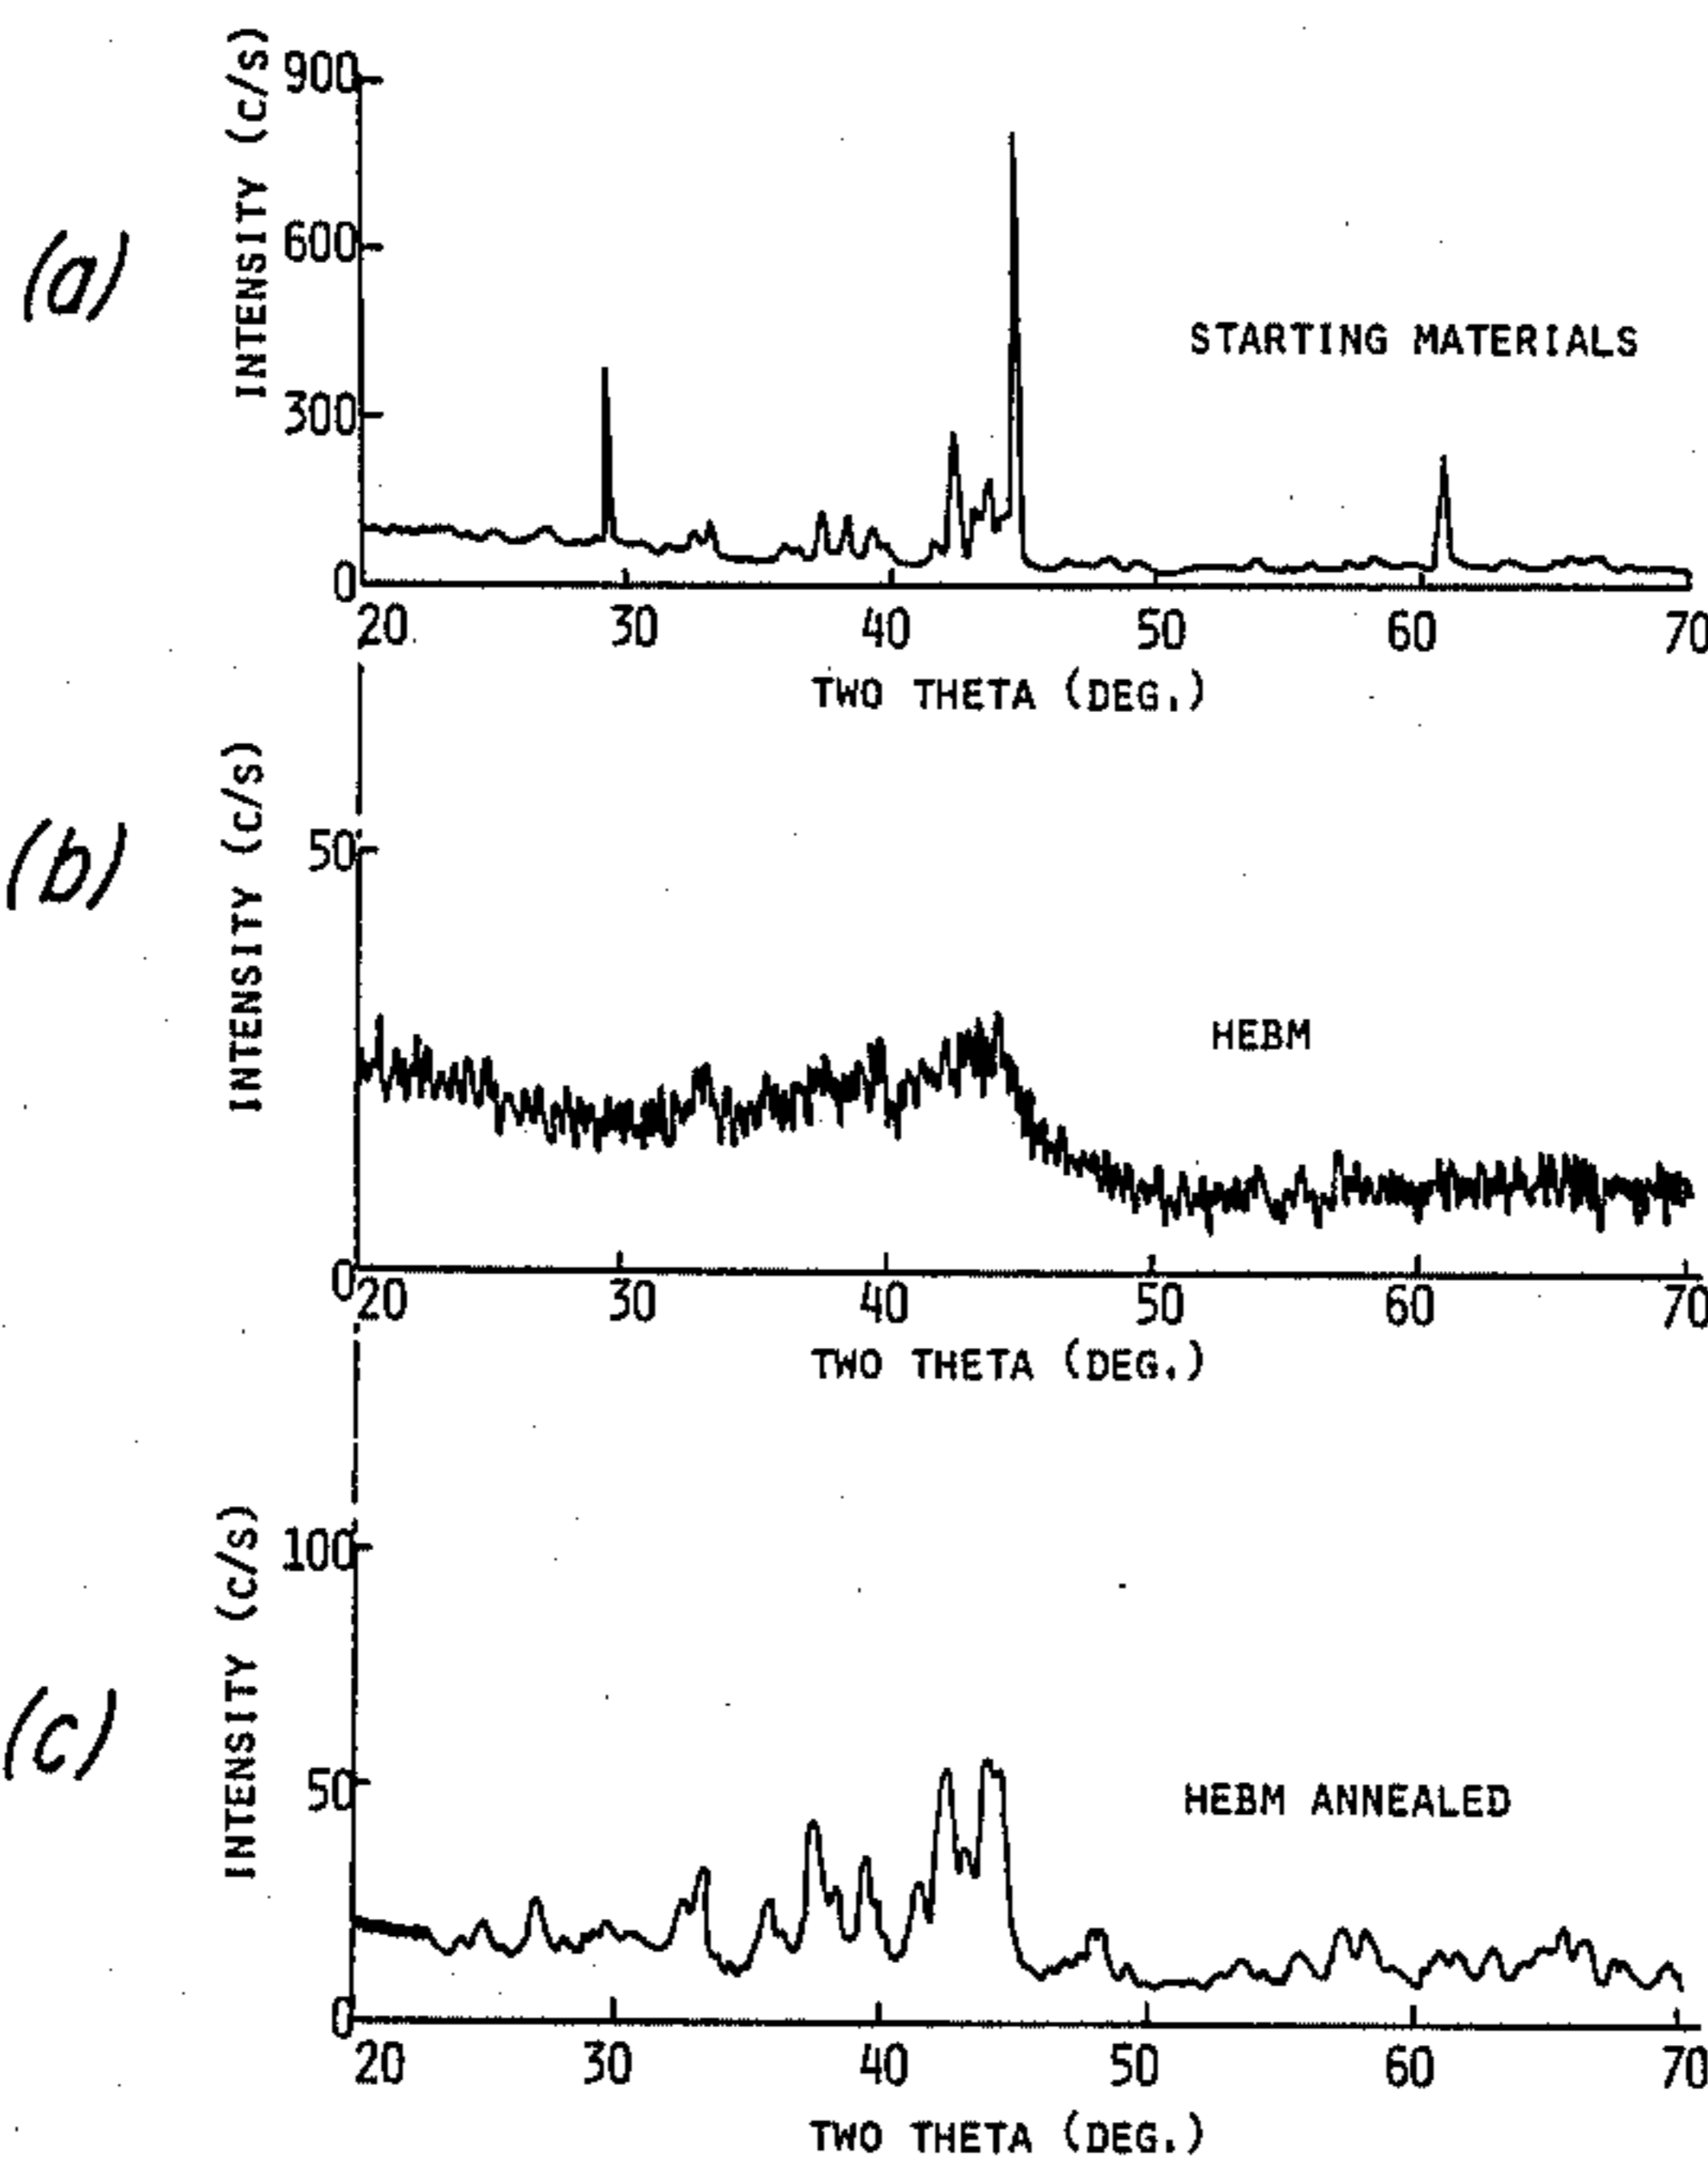 (a)
INTENSITY (c/s)
900
600
300
0
STARTING MATERIALS
20 30 40 50 60 70
TWO THETA (DEG.)
(b)
INTENSITY (c/s)
50
0
HEBM
20 30 40 50 60 70
TWO THETA (DEG.)
(c)
INTENSITY (c/s)
100
50
0
HEBM ANNEALED
20 30 40 50 60 70
TWO THETA (DEG.)